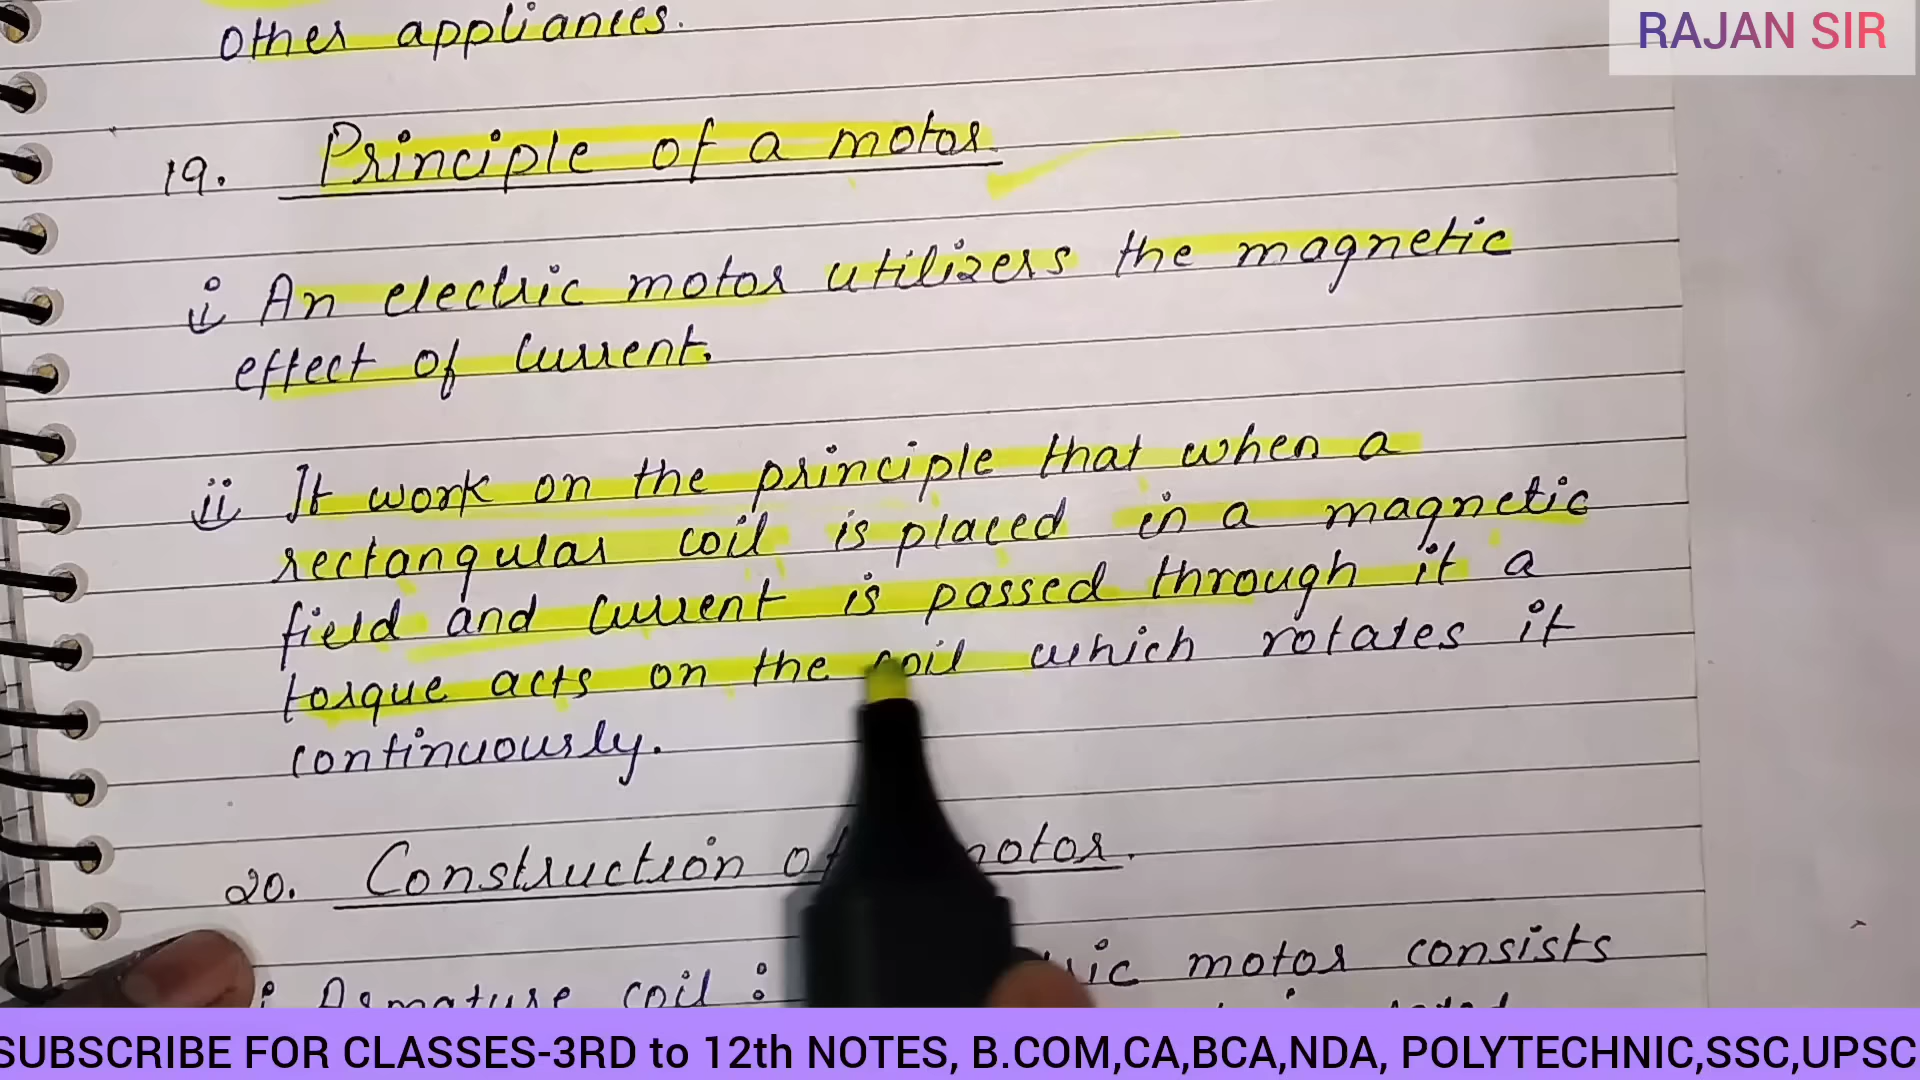 other appliances.
RAJAN SIR
19. Principle of a motor
i An electric motor utilizers the magnetic
effect of current.
ii It work on the principle that when a
rectangular coil is placed in a magnetic
field and current is passed through it a
torque acts on the coil which rotates it
continuously.
20. Construction of motor.
i Armature coil : motor consists
SUBSCRIBE FOR CLASSES-3RD to 12th NOTES, B.COM,CA,BCA,NDA, POLYTECHNIC,SSC,UPSC